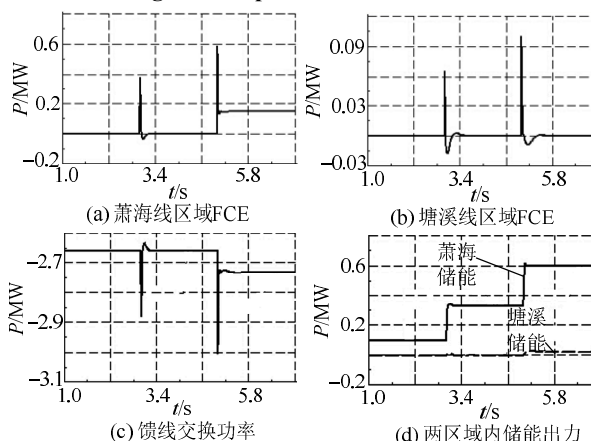 P/MW
0.6
0.2
−0.2
1.0 3.4 5.8
t/s
(a) 萧海线区域FCE
P/MW
0.09
0.03
−0.03
1.0 3.4 5.8
t/s
(b) 塘溪线区域FCE
P/MW
−2.7
−2.9
−3.1
1.0 3.4 5.8
t/s
(c) 馈线交换功率
P/MW
0.6
0.2
−0.2
萧海
储能
塘溪
储能
1.0 3.4 5.8
t/s
(d) 两区域内储能出力